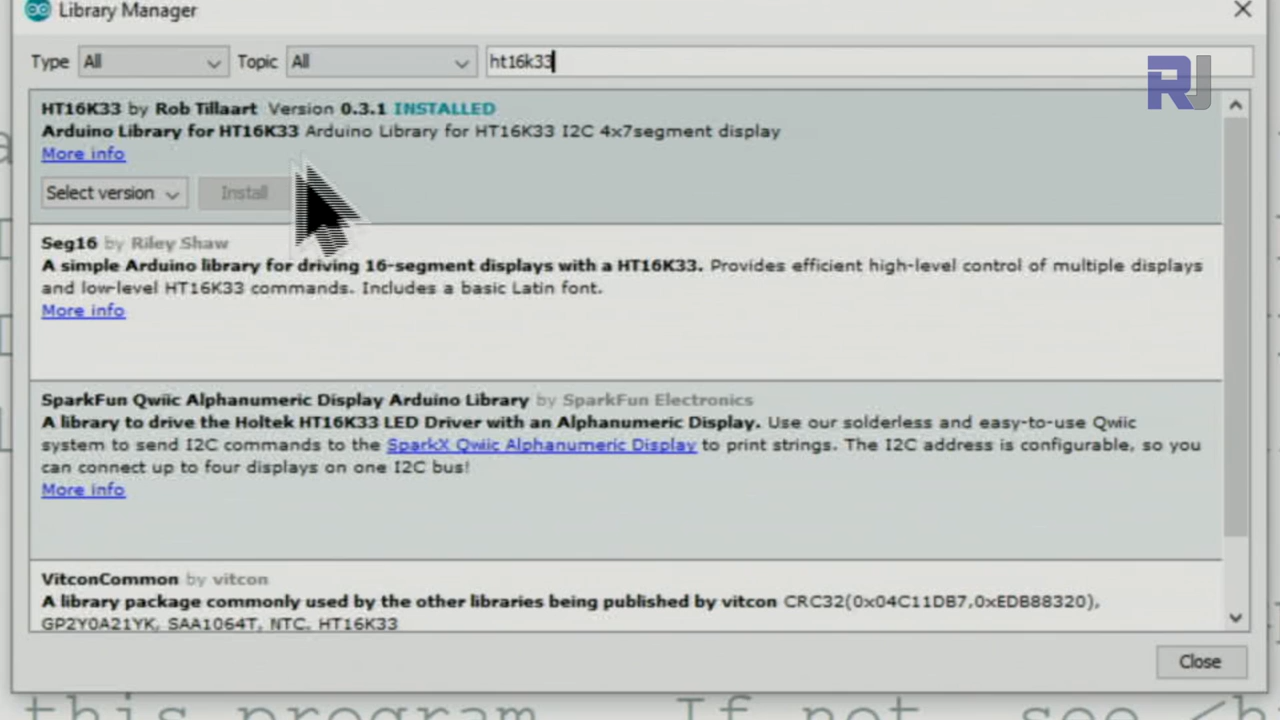 Library Manager
Type All Topic All ht16k33
RJ
HT16K33 by Rob Tillaart Version 0.3.1 INSTALLED
Arduino Library for HT16K33 Arduino Library for HT16K33 I2C 4x7segment display
More info
Select version Install
Seg16 by Riley Shaw
A simple Arduino library for driving 16-segment displays with a HT16K33. Provides efficient high-level control of multiple displays
and low-level HT16K33 commands. Includes a basic Latin font.
More info
SparkFun Qwiic Alphanumeric Display Arduino Library by SparkFun Electronics
A library to drive the Holtek HT16K33 LED Driver with an Alphanumeric Display. Use our solderless and easy-to-use Qwiic
system to send I2C commands to the SparkX Qwiic Alphanumeric Display to print strings. The I2C address is configurable, so you
can connect up to four displays on one I2C bus!
More info
VitconCommon by vitcon
A library package commonly used by the other libraries being published by vitcon CRC32(0x04C11DB7,0xEDB88320),
GP2Y0A21YK, SAA1064T, NTC, HT16K33
Close
this program. If not, see <h